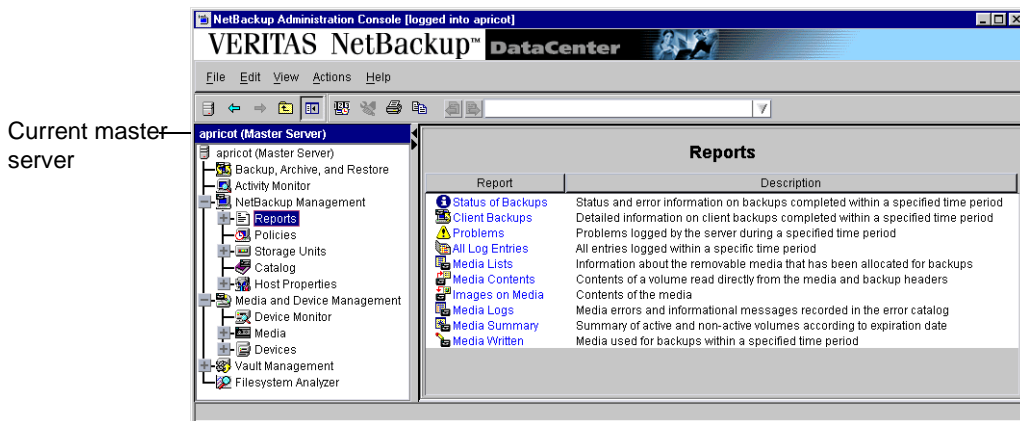 NetBackup Administration Console [logged into apricot]
VERITAS NetBackup™ DataCenter
File Edit View Actions Help
Current master server
apricot (Master Server)
apricot (Master Server)
Backup, Archive, and Restore
Activity Monitor
NetBackup Management
Reports
Policies
Storage Units
Catalog
Host Properties
Media and Device Management
Device Monitor
Media
Devices
Vault Management
Filesystem Analyzer
Reports
Report Description
Status of Backups Status and error information on backups completed within a specified time period
Client Backups Detailed information on client backups completed within a specified time period
Problems Problems logged by the server during a specified time period
All Log Entries All entries logged within a specific time period
Media Lists Information about the removable media that has been allocated for backups
Media Contents Contents of a volume read directly from the media and backup headers
Images on Media Contents of the media
Media Logs Media errors and informational messages recorded in the error catalog
Media Summary Summary of active and non-active volumes according to expiration date
Media Written Media used for backups within a specified time period